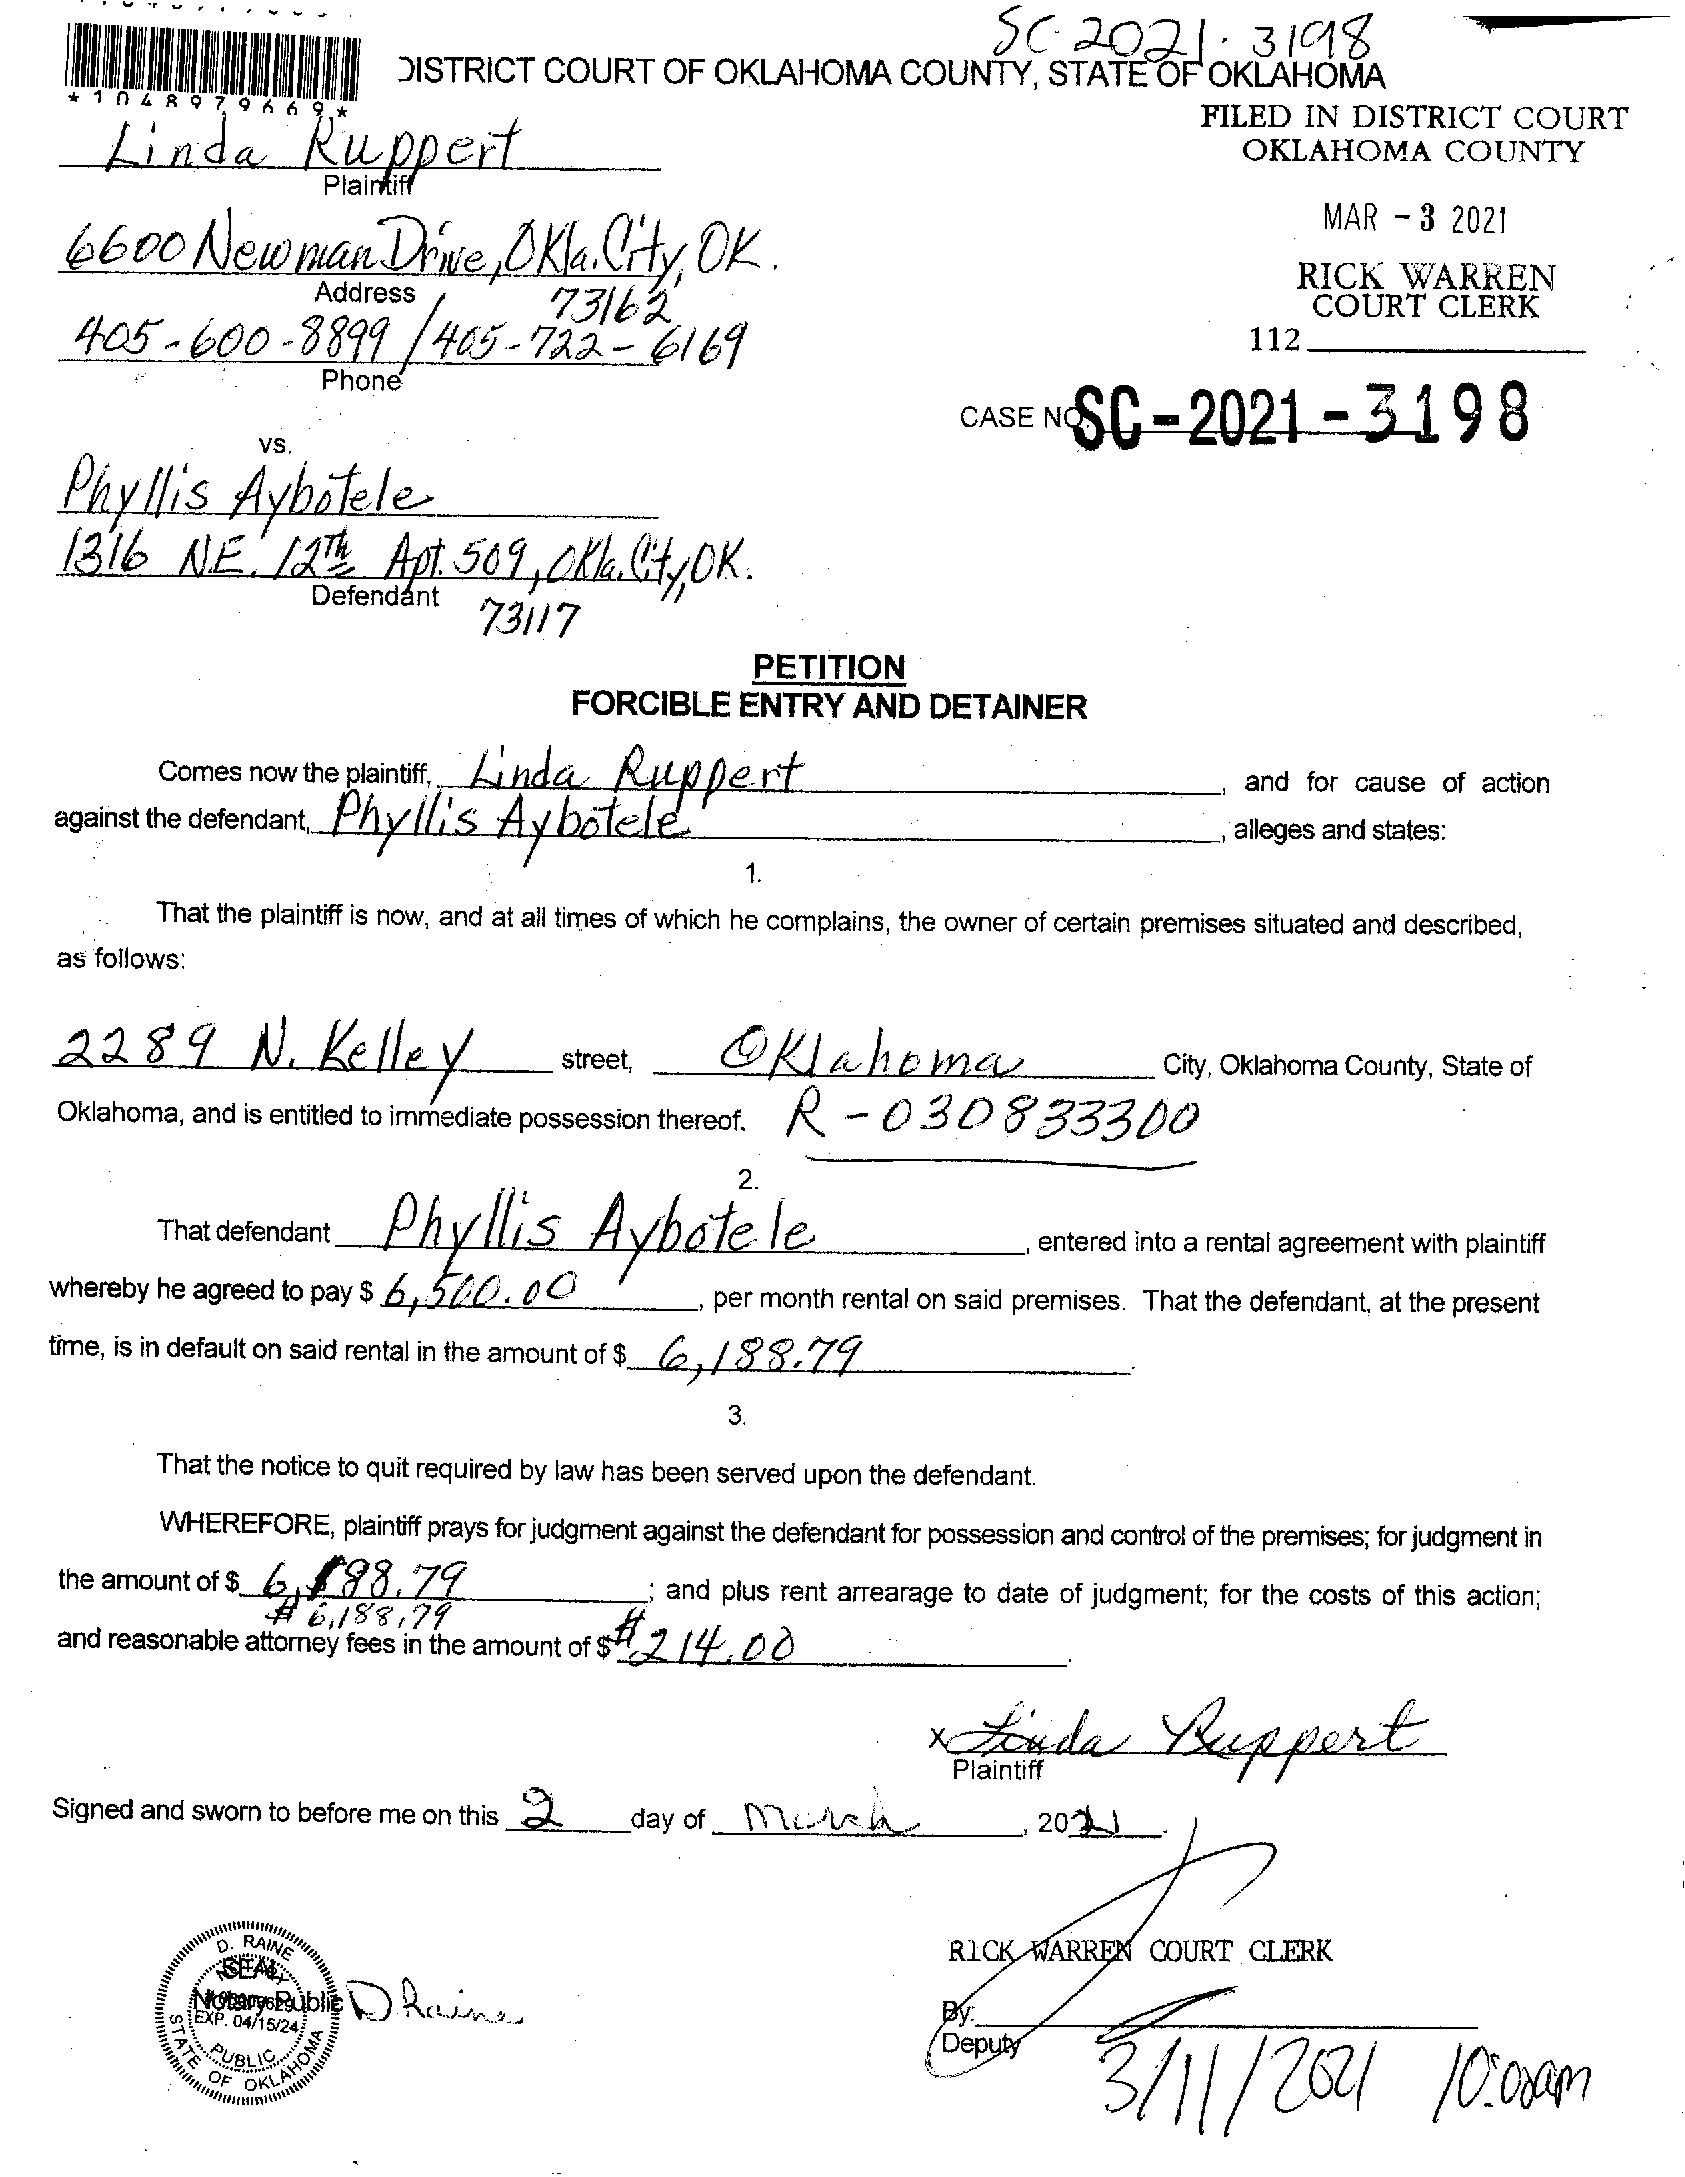 SC-2021-3198
DISTRICT COURT OF OKLAHOMA COUNTY, STATE OF OKLAHOMA
*1048979669*
FILED IN DISTRICT COURT
OKLAHOMA COUNTY
Linda Ruppert
Plaintiff
MAR -3 2021
6600 Newman Drive, Okla. City, OK.
Address
73162
RICK WARREN
COURT CLERK
405-600-8899 / 405-722-6169
Phone
112
CASE NO SC-2021-3198
vs.
Phyllis Aybotele
1316 N.E. 12th Apt. 509, Okla. City, OK.
Defendant
73117
PETITION
FORCIBLE ENTRY AND DETAINER
Comes now the plaintiff, Linda Ruppert, and for cause of action
against the defendant, Phyllis Aybotele, alleges and states:
1.
That the plaintiff is now, and at all times of which he complains, the owner of certain premises situated and described,
as follows:
2289 N. Kelley street, Oklahoma City, Oklahoma County, State of
Oklahoma, and is entitled to immediate possession thereof. R-030833300
2.
That defendant Phyllis Aybotele, entered into a rental agreement with plaintiff
whereby he agreed to pay $ 6,500.00, per month rental on said premises. That the defendant, at the present
time, is in default on said rental in the amount of $ 6,188.79.
3.
That the notice to quit required by law has been served upon the defendant.
WHEREFORE, plaintiff prays for judgment against the defendant for possession and control of the premises; for judgment in
the amount of $ 6,188.79; and plus rent arrearage to date of judgment; for the costs of this action;
# 6,188.79
and reasonable attorney fees in the amount of $ $214.00.
x Linda Ruppert
Plaintiff
Signed and sworn to before me on this 2 day of March, 2021.
D. RAINE
SEAL
Notary Public
EXP. 04/15/24
PUBLIC
STATE OF OKLAHOMA
D Raine
RICK WARREN COURT CLERK
By:
Deputy
3/11/2021 10:00am